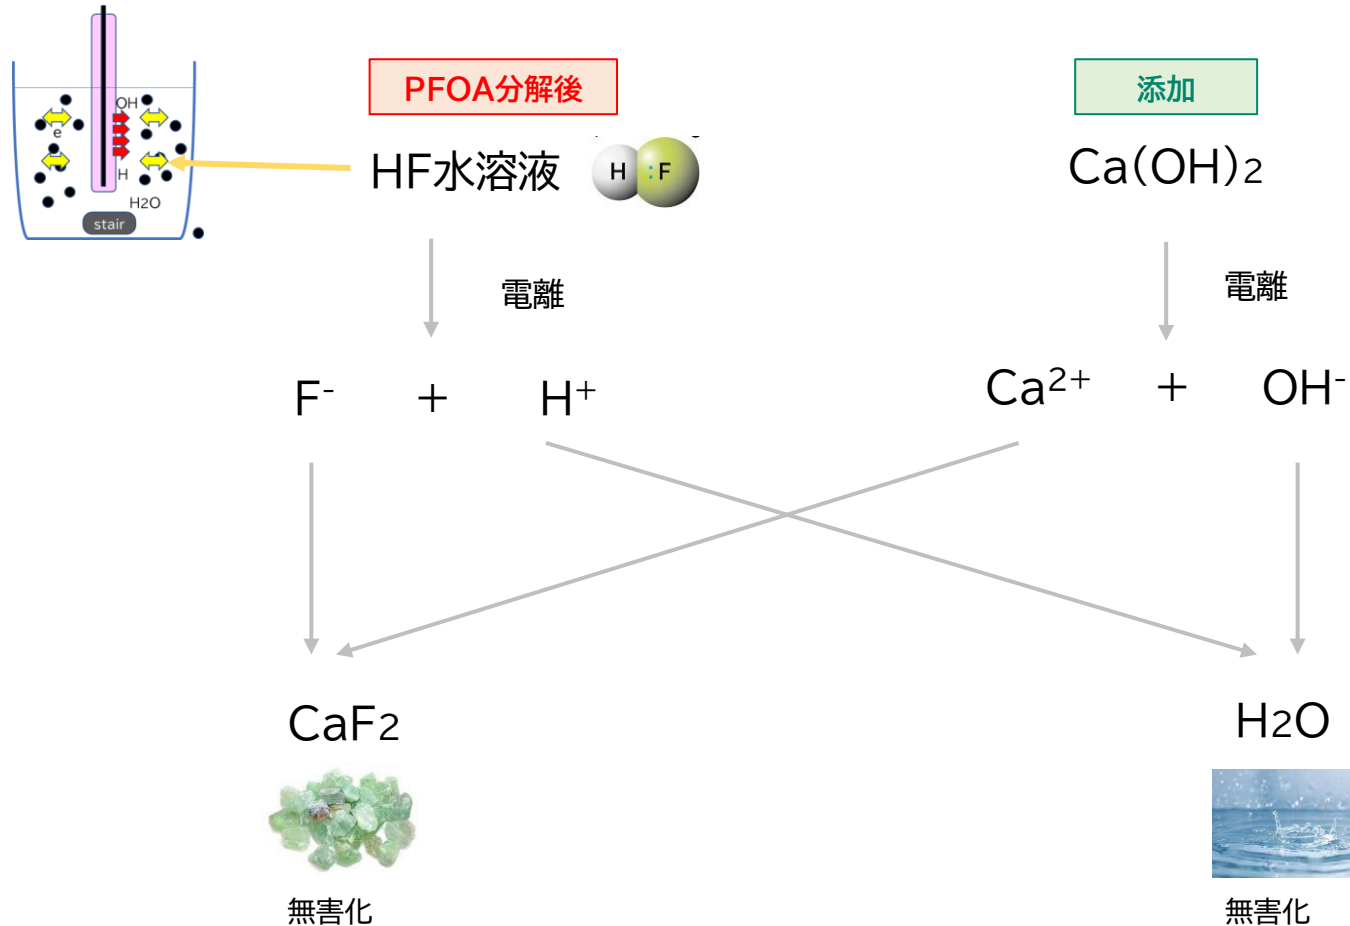 PFOA分解後
添加
OH
e
H
H2O
stair
HF水溶液
H :F
Ca(OH)2
電離
電離
F- + H+
Ca2+ + OH-
CaF2
H2O
無害化
無害化